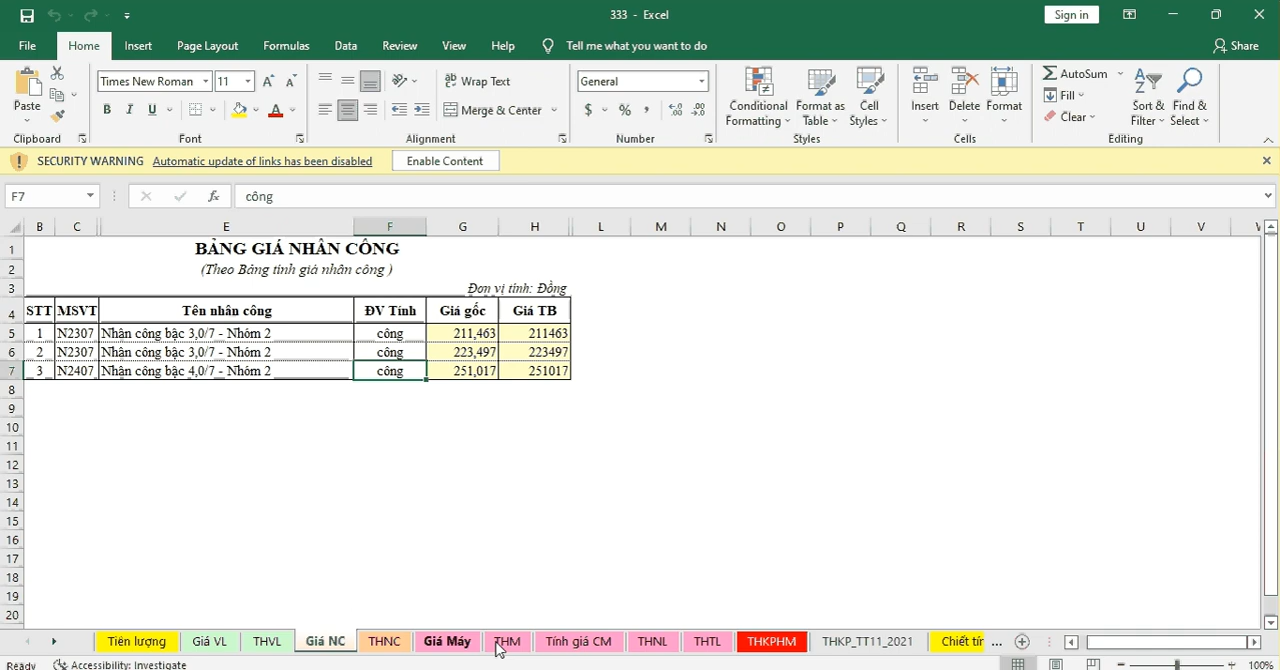 333 - Excel
Sign in
File Home Insert Page Layout Formulas Data Review View Help Tell me what you want to do Share
Paste Times New Roman 11 Wrap Text General AutoSum
B I U Merge & Center $ % , Conditional Formatting Format as Table Cell Styles Insert Delete Format Fill Clear Sort & Filter Find & Select
Clipboard Font Alignment Number Styles Cells Editing
SECURITY WARNING Automatic update of links has been disabled Enable Content
F7 fx công
B C E F G H L M N O P Q R S T U V
1 BẢNG GIÁ NHÂN CÔNG
2 (Theo Bảng tính giá nhân công )
3 Đơn vị tính: Đồng
4 STT MSVT Tên nhân công ĐV Tính Giá gốc Giá TB
5 1 N2307 Nhân công bậc 3,0/7 - Nhóm 2 công 211,463 211463
6 2 N2307 Nhân công bậc 3,0/7 - Nhóm 2 công 223,497 223497
7 3 N2407 Nhân công bậc 4,0/7 - Nhóm 2 công 251,017 251017
8
9
10
11
12
13
14
15
16
17
18
19
20
Tiên lượng Giá VL THVL Giá NC THNC Giá Máy THM Tính giá CM THNL THTL THKPHM THKP_TT11_2021 Chiết tír ...
Ready Accessibility: Investigate 100%